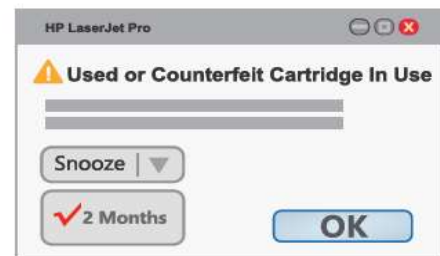 HP LaserJet Pro
Used or Counterfeit Cartridge In Use
Snooze
2 Months
OK